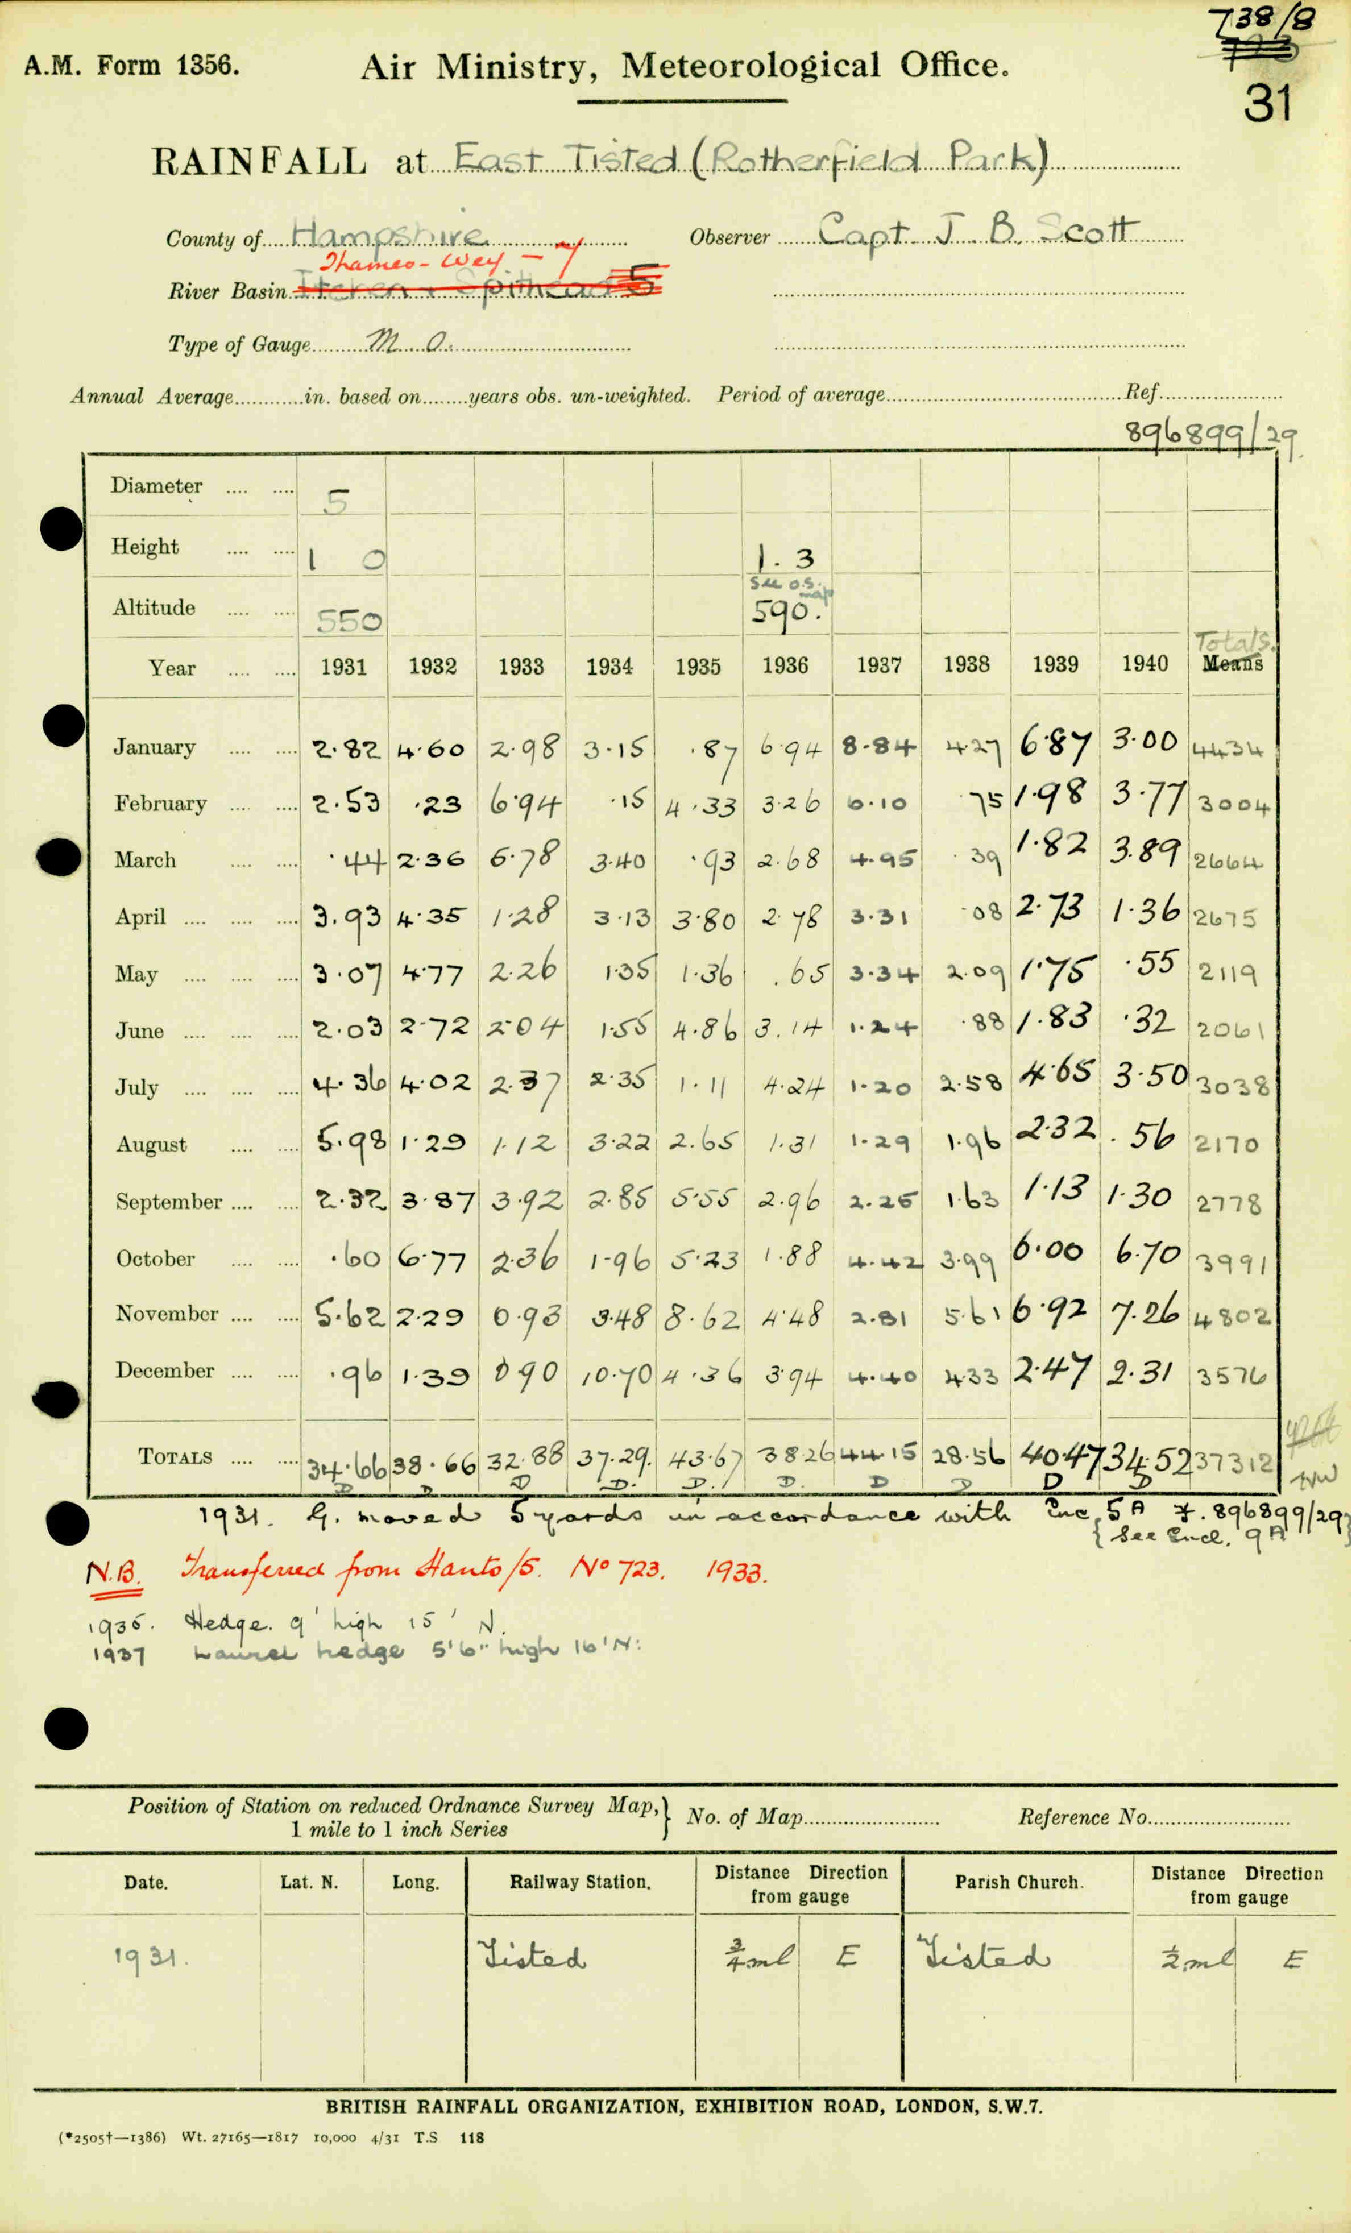 738/8
A.M. Form 1356.
Air Ministry, Meteorological Office.
31
RAINFALL at East Tisted (Rotherfield Park)
County of Hampshire Observer Capt. J. B. Scott
Thames - Wey - 7
River Basin Itchen + Spithead 5
Type of Gauge M. O.
Annual Average in. based on years obs. un-weighted. Period of average Ref.
896899/29
Diameter 5
Height 1 0 1. 3
See o.s. map
Altitude 550 590.
Totals.
Year 1931 1932 1933 1934 1935 1936 1937 1938 1939 1940 Means
January 2.82 4.60 2.98 3.15 .87 6.94 8.84 4.27 6.87 3.00 4434
February 2.53 .23 6.94 .15 4.33 3.26 6.10 .75 1.98 3.77 3004
March .44 2.36 5.78 3.40 .93 2.68 4.95 .39 1.82 3.89 2664
April 3.93 4.35 1.28 3.13 3.80 2.78 3.31 .08 2.73 1.36 2675
May 3.07 4.77 2.26 1.35 1.36 .65 3.34 2.09 1.75 .55 2119
June 2.03 2.72 2.04 1.55 4.86 3.14 1.24 .88 1.83 .32 2061
July 4.36 4.02 2.37 2.35 1.11 4.24 1.20 2.58 4.65 3.50 3038
August 5.98 1.29 1.12 3.22 2.65 1.31 1.29 1.96 2.32 .56 2170
September 2.32 3.87 3.92 2.85 5.55 2.96 2.25 1.63 1.13 1.30 2778
October .60 6.77 2.36 1.96 5.23 1.88 4.42 3.99 6.00 6.70 3991
November 5.62 2.29 0.93 3.48 8.62 4.48 2.81 5.61 6.92 7.26 4802
December .96 1.39 0.90 10.70 4.36 3.94 4.40 4.33 2.47 2.31 3576
TOTALS 34.66 38.66 32.88 37.29. 43.67 38.26 44.15 28.56 40.47 34.52 37312
D D D D. D. D. D D D D
1931. G. moved 5 yards in accordance with Enc. 5A F. 896899/29
{See Encl. 9A}
N.B. Transferred from Hants/5. No 723. 1933.
1935. Hedge. 9' high 15' N.
1937 Laurel hedge 5'6" high 16' N:
Position of Station on reduced Ordnance Survey Map,
1 mile to 1 inch Series } No. of Map Reference No.
Date. Lat. N. Long. Railway Station. Distance Direction from gauge Parish Church. Distance Direction from gauge
1931. Tisted ¾ ml E Tisted ½ ml E
BRITISH RAINFALL ORGANIZATION, EXHIBITION ROAD, LONDON, S.W.7.
(*2505†—1386) Wt. 27165—1817 10,000 4/31 T.S 118